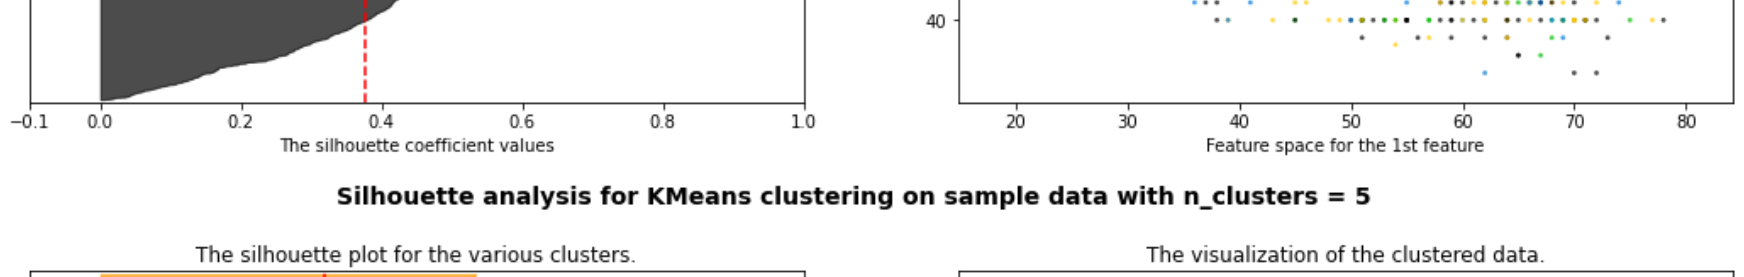 40
−0.1 0.0 0.2 0.4 0.6 0.8 1.0
The silhouette coefficient values
20 30 40 50 60 70 80
Feature space for the 1st feature
Silhouette analysis for KMeans clustering on sample data with n_clusters = 5
The silhouette plot for the various clusters.
The visualization of the clustered data.